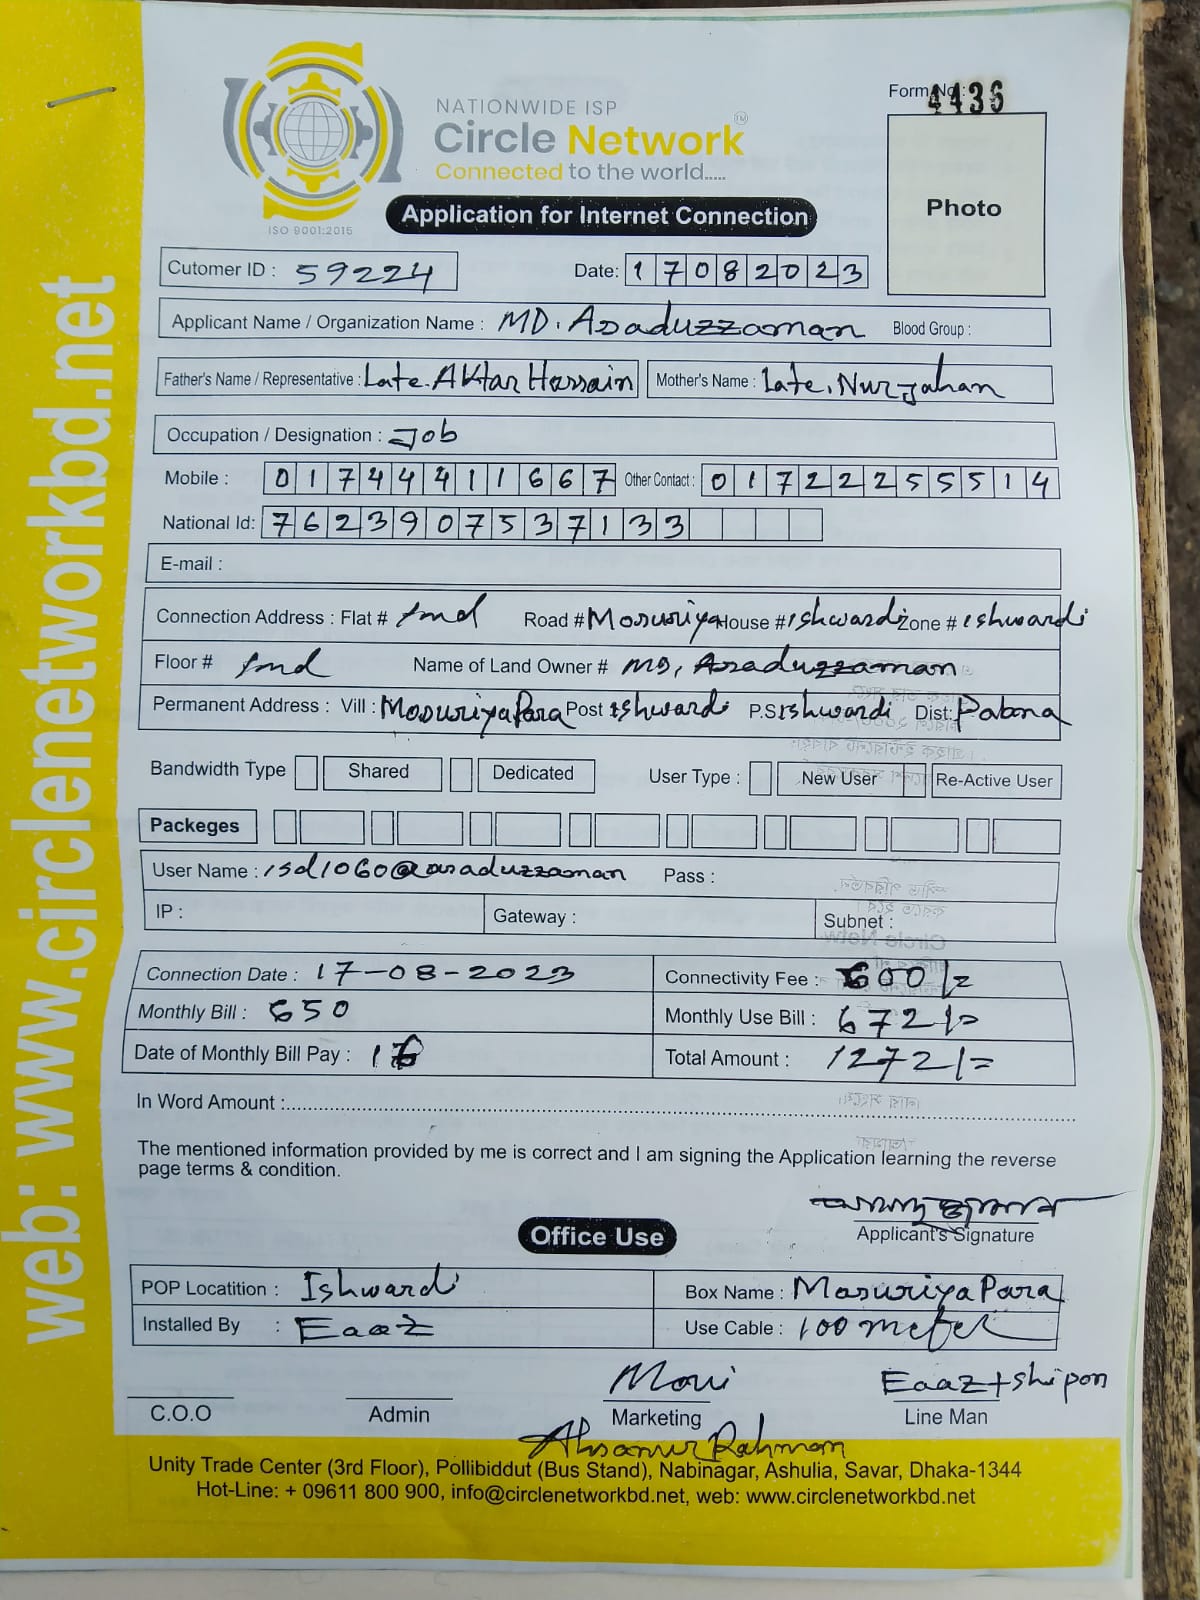 Form No : 4436
NATIONWIDE ISP
Circle Network™
Connected to the world.....
ISO 9001:2015
Photo
Application for Internet Connection
Cutomer ID : 59224 Date: 17082023
Applicant Name / Organization Name : MD. Asaduzzaman Blood Group :
Father's Name / Representative : Late. Aktar Hossain Mother's Name : Late. Nurjahan
Occupation / Designation : Job
Mobile : 01744411667 Other Contact : 01722255514
National Id: 7623907537133
E-mail :
Connection Address : Flat # Road # Mosuriya House # ishwardi Zone # ishwardi
Floor # Name of Land Owner # MD. Asaduzzaman
Permanent Address : Vill : Mosuriya Para Post : Ishwardi P.S: Ishwardi Dist: Pabna
Bandwidth Type Shared Dedicated User Type : New User Re-Active User
Packeges
User Name : isd1060@asaduzzaman Pass :
IP : Gateway : Subnet :
Connection Date : 17-08-2023 Connectivity Fee : 600/=
Monthly Bill : 650 Monthly Use Bill : 672/=
Date of Monthly Bill Pay : 16 Total Amount : 1272/=
In Word Amount :
The mentioned information provided by me is correct and I am signing the Application learning the reverse
page terms & condition.
Applicant's Signature
Office Use
POP Locatition : Ishwardi Box Name : Masuriya Para
Installed By : Eaaz Use Cable : 100 meter
Moni Eaaz + shipon
C.O.O Admin Marketing Line Man
Ahsanur Rahman
Unity Trade Center (3rd Floor), Pollibiddut (Bus Stand), Nabinagar, Ashulia, Savar, Dhaka-1344
Hot-Line: + 09611 800 900, info@circlenetworkbd.net, web: www.circlenetworkbd.net
web: www.circlenetworkbd.net